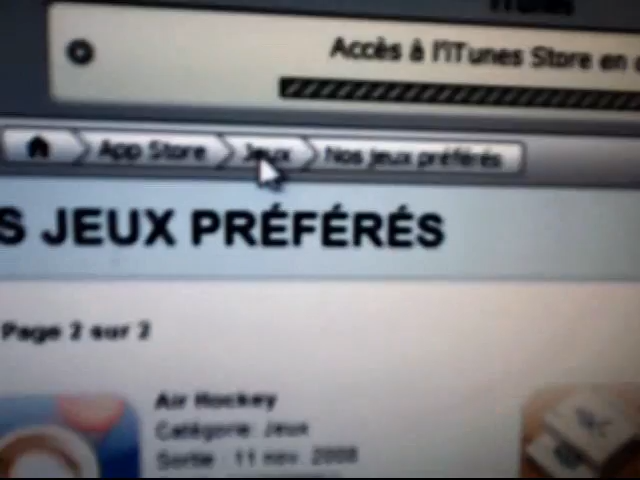 iTunes
Accès à l'iTunes Store en
App Store Jeux Nos jeux préférés
S JEUX PRÉFÉRÉS
Page 2 sur 2
Air Hockey
Catégorie: Jeux
Sortie : 11 nov. 2008